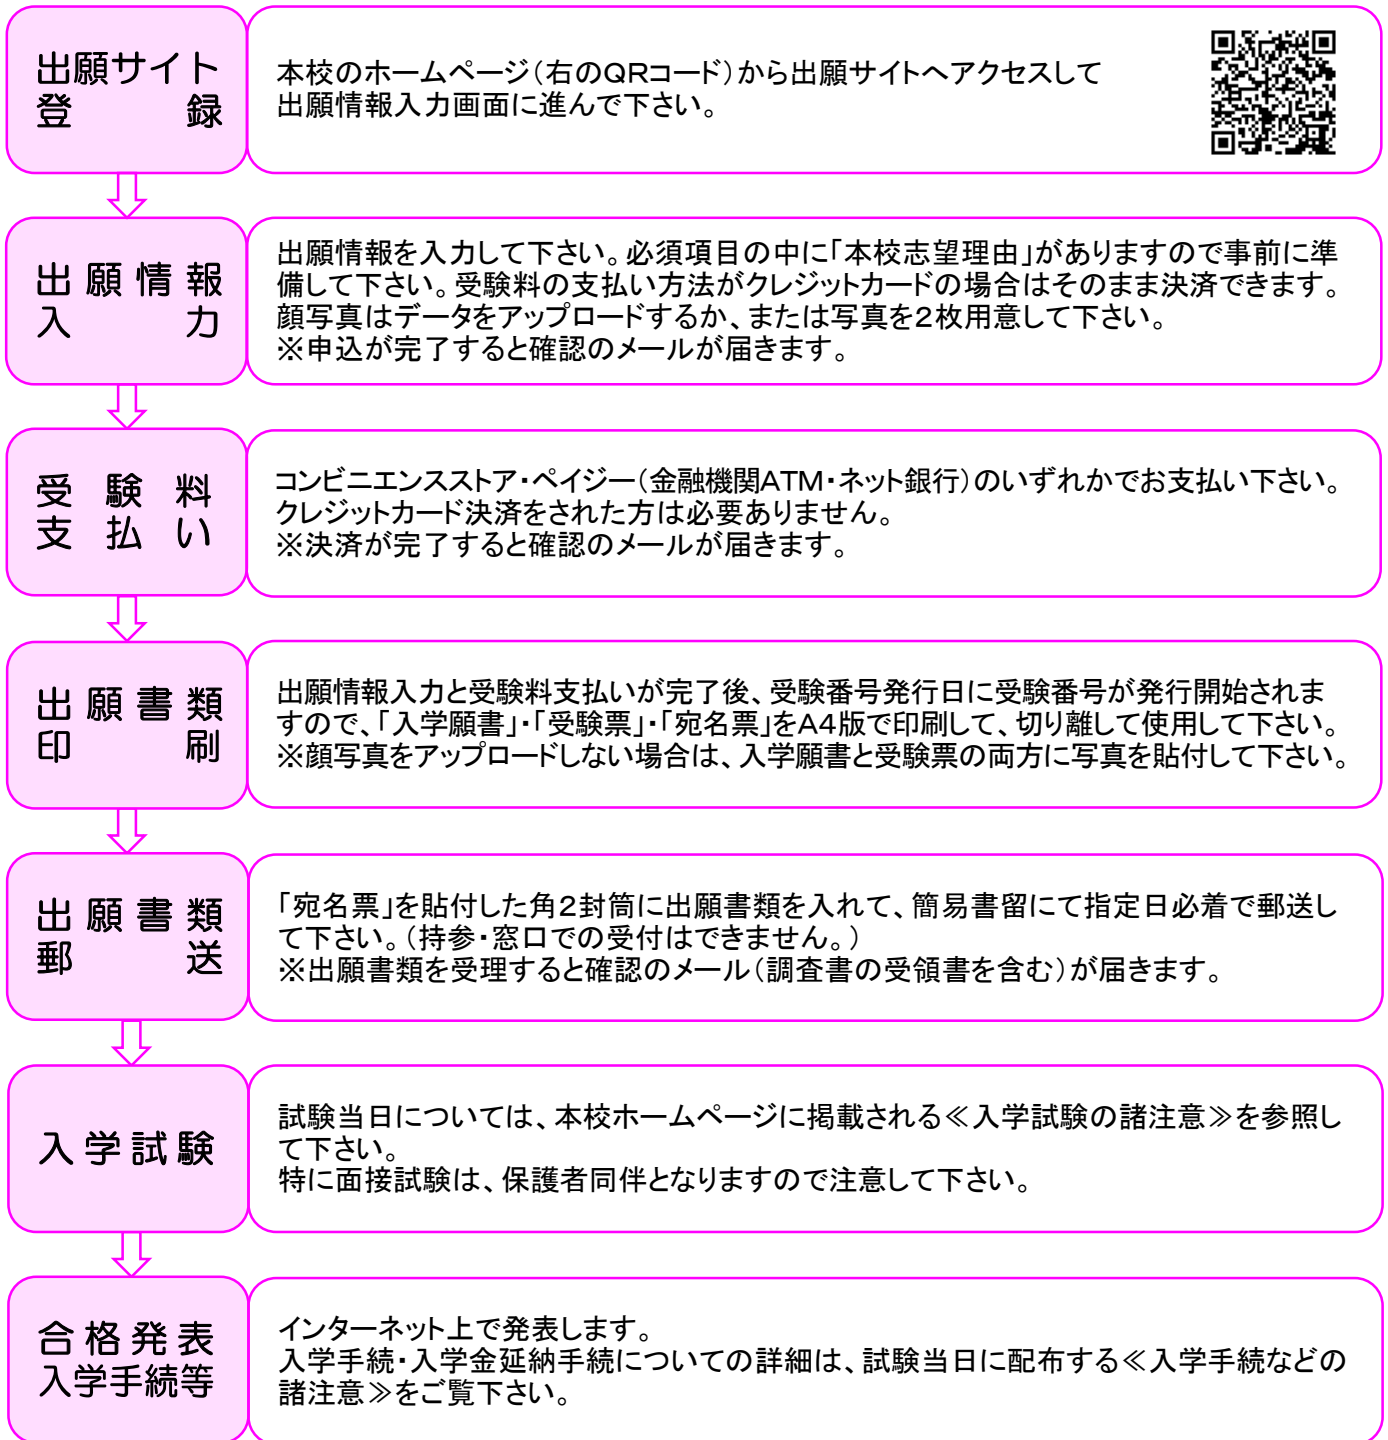 出願サイト
登録
本校のホームページ（右のQRコード）から出願サイトへアクセスして
出願情報入力画面に進んで下さい。
出願情報
入力
出願情報を入力して下さい。必須項目の中に「本校志望理由」がありますので事前に準
備して下さい。受験料の支払い方法がクレジットカードの場合はそのまま決済できます。
顔写真はデータをアップロードするか、または写真を2枚用意して下さい。
※申込が完了すると確認のメールが届きます。
受験料
支払い
コンビニエンスストア・ペイジー（金融機関ATM・ネット銀行）のいずれかでお支払い下さい。
クレジットカード決済をされた方は必要ありません。
※決済が完了すると確認のメールが届きます。
出願書類
印刷
出願情報入力と受験料支払いが完了後、受験番号発行日に受験番号が発行開始されま
すので、「入学願書」・「受験票」・「宛名票」をA4版で印刷して、切り離して使用して下さい。
※顔写真をアップロードしない場合は、入学願書と受験票の両方に写真を貼付して下さい。
出願書類
郵送
「宛名票」を貼付した角2封筒に出願書類を入れて、簡易書留にて指定日必着で郵送し
て下さい。（持参・窓口での受付はできません。）
※出願書類を受理すると確認のメール（調査書の受領書を含む）が届きます。
入学試験
試験当日については、本校ホームページに掲載される≪入学試験の諸注意≫を参照し
て下さい。
特に面接試験は、保護者同伴となりますので注意して下さい。
合格発表
入学手続等
インターネット上で発表します。
入学手続・入学金延納手続についての詳細は、試験当日に配布する≪入学手続などの
諸注意≫をご覧下さい。